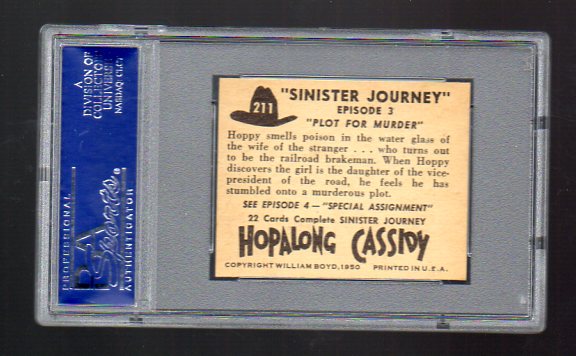 A
DIVISION OF
COLLECTORS
UNIVERSE
NASDAQ: CLCT
PROFESSIONAL
PSA
Sports
AUTHENTICATOR
211
"SINISTER JOURNEY"
EPISODE 3
"PLOT FOR MURDER"
Hoppy smells poison in the water glass of
the wife of the stranger . . . who turns out
to be the railroad brakeman. When Hoppy
discovers the girl is the daughter of the vice-
president of the road, he feels he has
stumbled onto a murderous plot.
SEE EPISODE 4 — "SPECIAL ASSIGNMENT"
22 Cards Complete SINISTER JOURNEY
HOPALONG CASSIDY
COPYRIGHT WILLIAM BOYD, 1950 PRINTED IN U.S.A.